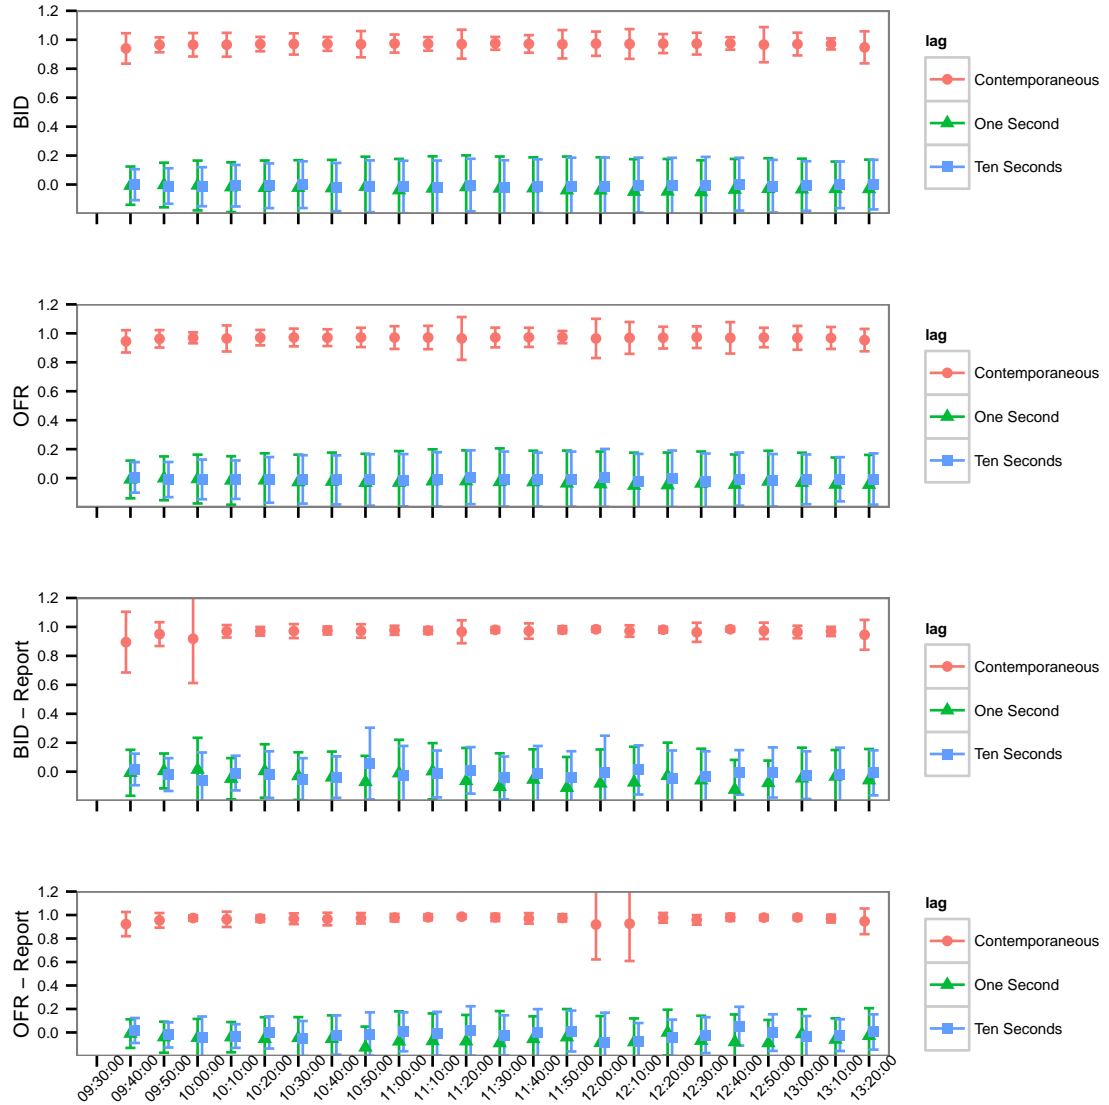 BID
1.2
1.0
0.8
0.6
0.4
0.2
0.0
lag
Contemporaneous
One Second
Ten Seconds
OFR
1.2
1.0
0.8
0.6
0.4
0.2
0.0
lag
Contemporaneous
One Second
Ten Seconds
BID – Report
1.2
1.0
0.8
0.6
0.4
0.2
0.0
lag
Contemporaneous
One Second
Ten Seconds
OFR – Report
1.2
1.0
0.8
0.6
0.4
0.2
0.0
lag
Contemporaneous
One Second
Ten Seconds
09:30:00
09:40:00
09:50:00
10:00:00
10:10:00
10:20:00
10:30:00
10:40:00
10:50:00
11:00:00
11:10:00
11:20:00
11:30:00
11:40:00
11:50:00
12:00:00
12:10:00
12:20:00
12:30:00
12:40:00
12:50:00
13:00:00
13:10:00
13:20:00